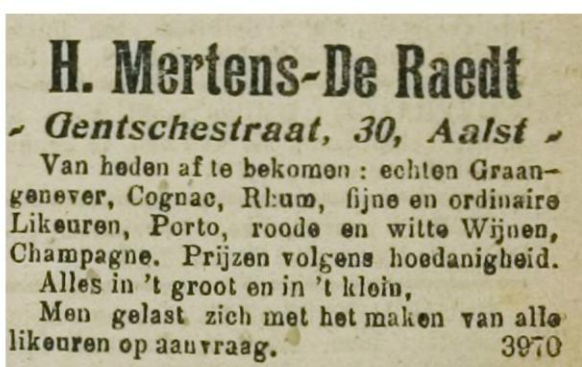 H. Mertens-De Raedt
- Gentschestraat, 30, Aalst -
Van heden af te bekomen : echten Graan-
genever, Cognac, Rhum, fijne en ordinaire
Likeuren, Porto, roode en witte Wijnen,
Champagne. Prijzen volgens hoedanigheid.
Alles in 't groot en in 't klein,
Men gelast zich met het maken van alle
likeuren op aanvraag. 3970